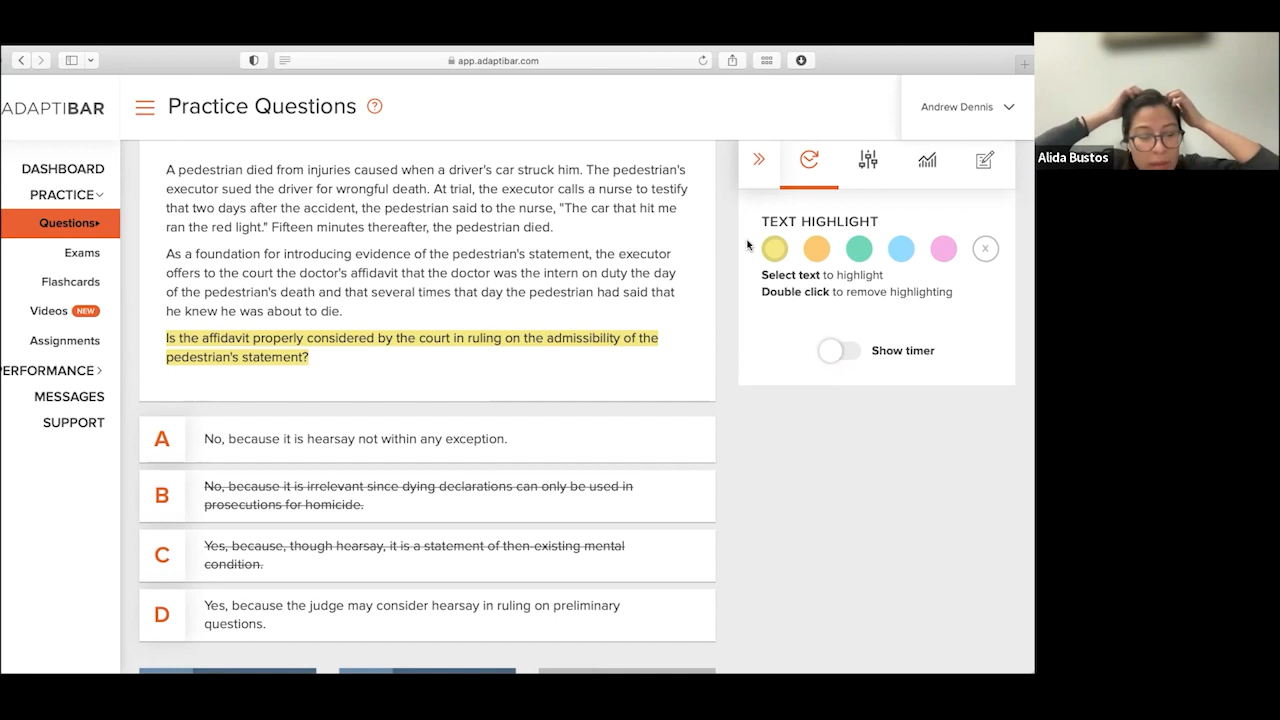 app.adaptibar.com
ADAPTIBAR
Practice Questions ?
Andrew Dennis
DASHBOARD
PRACTICE
Questions
Exams
Flashcards
Videos NEW
Assignments
PERFORMANCE
MESSAGES
SUPPORT
A pedestrian died from injuries caused when a driver's car struck him. The pedestrian's
executor sued the driver for wrongful death. At trial, the executor calls a nurse to testify
that two days after the accident, the pedestrian said to the nurse, "The car that hit me
ran the red light." Fifteen minutes thereafter, the pedestrian died.
As a foundation for introducing evidence of the pedestrian's statement, the executor
offers to the court the doctor's affidavit that the doctor was the intern on duty the day
of the pedestrian's death and that several times that day the pedestrian had said that
he knew he was about to die.
Is the affidavit properly considered by the court in ruling on the admissibility of the
pedestrian's statement?
A
No, because it is hearsay not within any exception.
B
No, because it is irrelevant since dying declarations can only be used in
prosecutions for homicide.
C
Yes, because, though hearsay, it is a statement of then-existing mental
condition.
D
Yes, because the judge may consider hearsay in ruling on preliminary
questions.
TEXT HIGHLIGHT
X
Select text to highlight
Double click to remove highlighting
Show timer
Alida Bustos